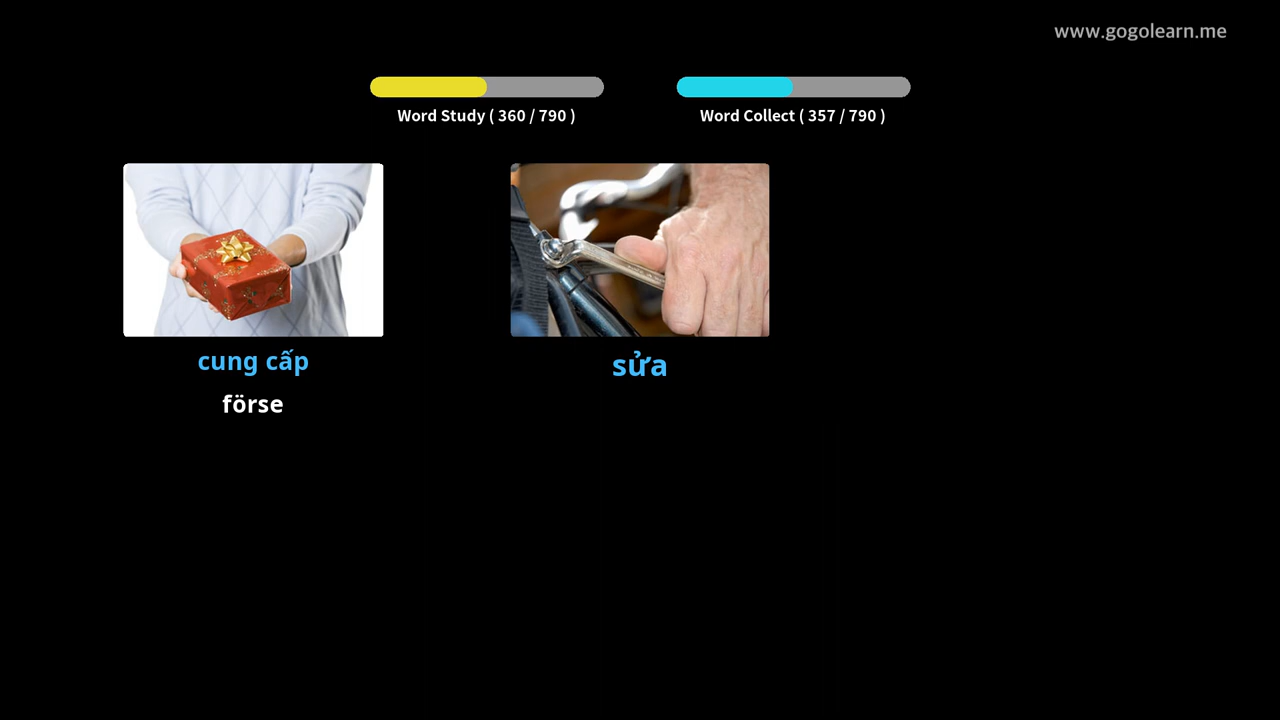 www.gogolearn.me
Word Study ( 360 / 790 )
Word Collect ( 357 / 790 )
cung cấp
förse
sửa